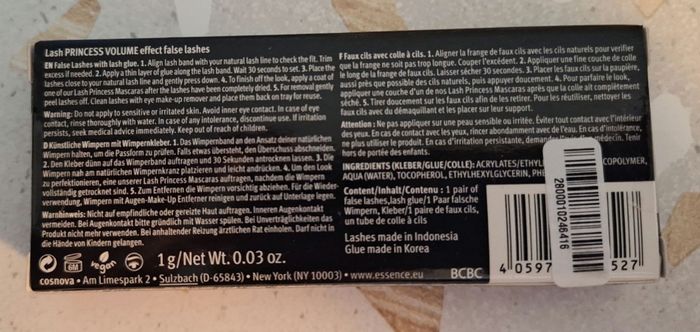 Lash PRINCESS VOLUME effect false lashes
EN False Lashes with lash glue. 1. Align lash band with your natural lash line to check the fit. Trim
excess if needed. 2. Apply a thin layer of glue along the lash band. Wait 30 seconds to set. 3. Place the
lashes close to your natural lash line and gently press down. 4. To finish off the look, apply a coat of
one of our Lash Princess Mascaras after the lashes have been completely dried. 5. For removal gently
peel lashes off. Clean lashes with eye make-up remover and place them back on tray for reuse.
Warning: Do not apply to sensitive or irritated skin. Avoid inner eye contact. In case of eye
contact, rinse thoroughly with warm water. In case of any intolerance, discontinue use. If irritation
persists, seek medical advice immediately. Keep out of reach of children.
D Künstliche Wimpern mit Wimpernkleber. 1. Das Wimpernband an den Ansatz deiner natürlichen
Wimpern halten, um die Passform zu prüfen. Falls etwas übersteht, den Überschuss abschneiden.
2. Den Kleber dünn auf das Wimpernband auftragen und 30 Sekunden antrocknen lassen. 3. Die
Wimpern nah am natürlichen Wimpernkranz platzieren und leicht andrücken. 4. Um den Look
zu perfektionieren, eine unserer Lash Princess Mascaras auftragen, nachdem die Wimpern
vollständig getrocknet sind. 5. Zum Entfernen die Wimpern vorsichtig abziehen. Für die Wieder-
verwendung, Wimpern mit Augen-Make-Up Entferner reinigen und zurück auf Unterlage legen.
Warnhinweis: Nicht auf empfindliche oder gereizte Haut auftragen. Inneren Augenkontakt
vermeiden. Bei Augenkontakt bitte gründlich mit Wasser spülen. Bei Unverträglichkeiten das
Produkt nicht mehr verwenden. Bei anhaltender Reizung ärztlichen Rat einholen. Darf nicht in
die Hände von Kindern gelangen.
6M vegan 1 g/Net Wt. 0.03 oz.
cosnova • Am Limespark 2 • Sulzbach (D-65843) • New York (NY 10003) • www.essence.eu
F Faux cils avec colle à cils. 1. Aligner la frange de faux cils avec les cils naturels pour vérifier
que la frange ne soit pas trop longue. Couper l'excédent. 2. Appliquer une fine couche de colle
le long de la frange de faux cils. Laisser sécher 30 secondes. 3. Placer les faux cils sur la paupière,
aussi près que possible des cils naturels, puis appuyer doucement. 4. Pour parfaire le look,
appliquer une couche d'un de nos Lash Princess Mascaras après que la colle ait complètement
séché. 5. Tirer doucement sur les faux cils afin de les retirer. Pour les réutiliser, nettoyer les
faux cils avec du démaquillant et les placer sur leur support.
Attention : Ne pas appliquer sur une peau sensible ou irritée. Éviter tout contact avec l'intérieur
des yeux. En cas de contact avec les yeux, rincer abondamment avec de l'eau. En cas d'intolérance,
ne plus utiliser le produit. En cas d'irritation persistante, médecin. Tenir
hors de portée des enfants.
INGREDIENTS (KLEBER/GLUE/COLLE): ACRYLATES/ COPOLYMER,
AQUA (WATER), TOCOPHEROL, ETHYLHEXYLGLYCERIN,
Content/Inhalt/Contenu : 1 pair of
false lashes, lash glue/1 Paar falsche
Wimpern, Kleber/1 paire de faux cils,
un tube de colle à cils
Lashes made in Indonesia
Glue made in Korea
BCBC
4 0597 527
2800010246416